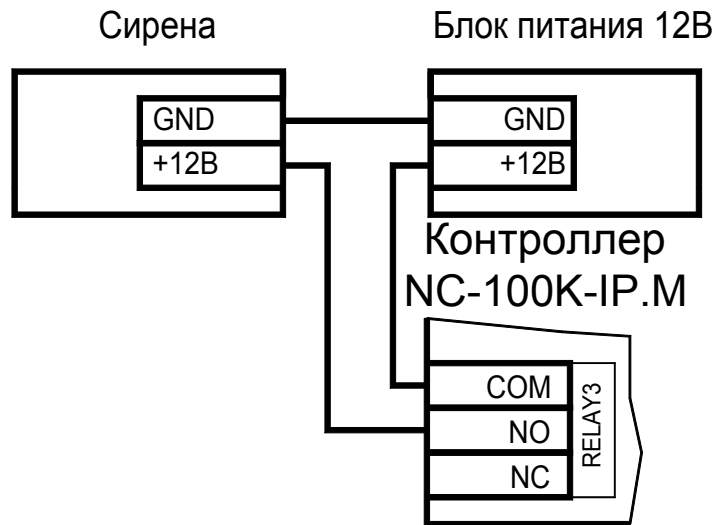 Сирена
Блок питания 12В
GND
+12В
GND
+12В
Контроллер
NC-100K-IP.M
COM
NO
NC
RELAY3